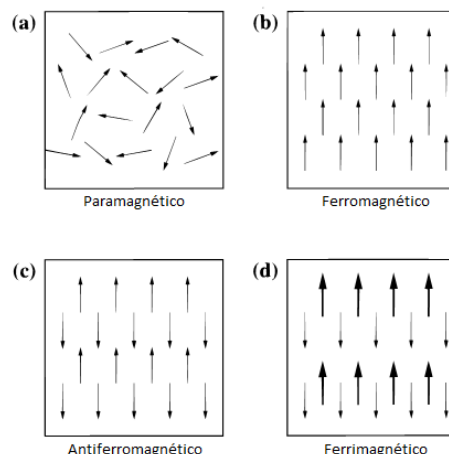 (a)
(b)
Paramagnético
Ferromagnético
(c)
(d)
Antiferromagnético
Ferrimagnético